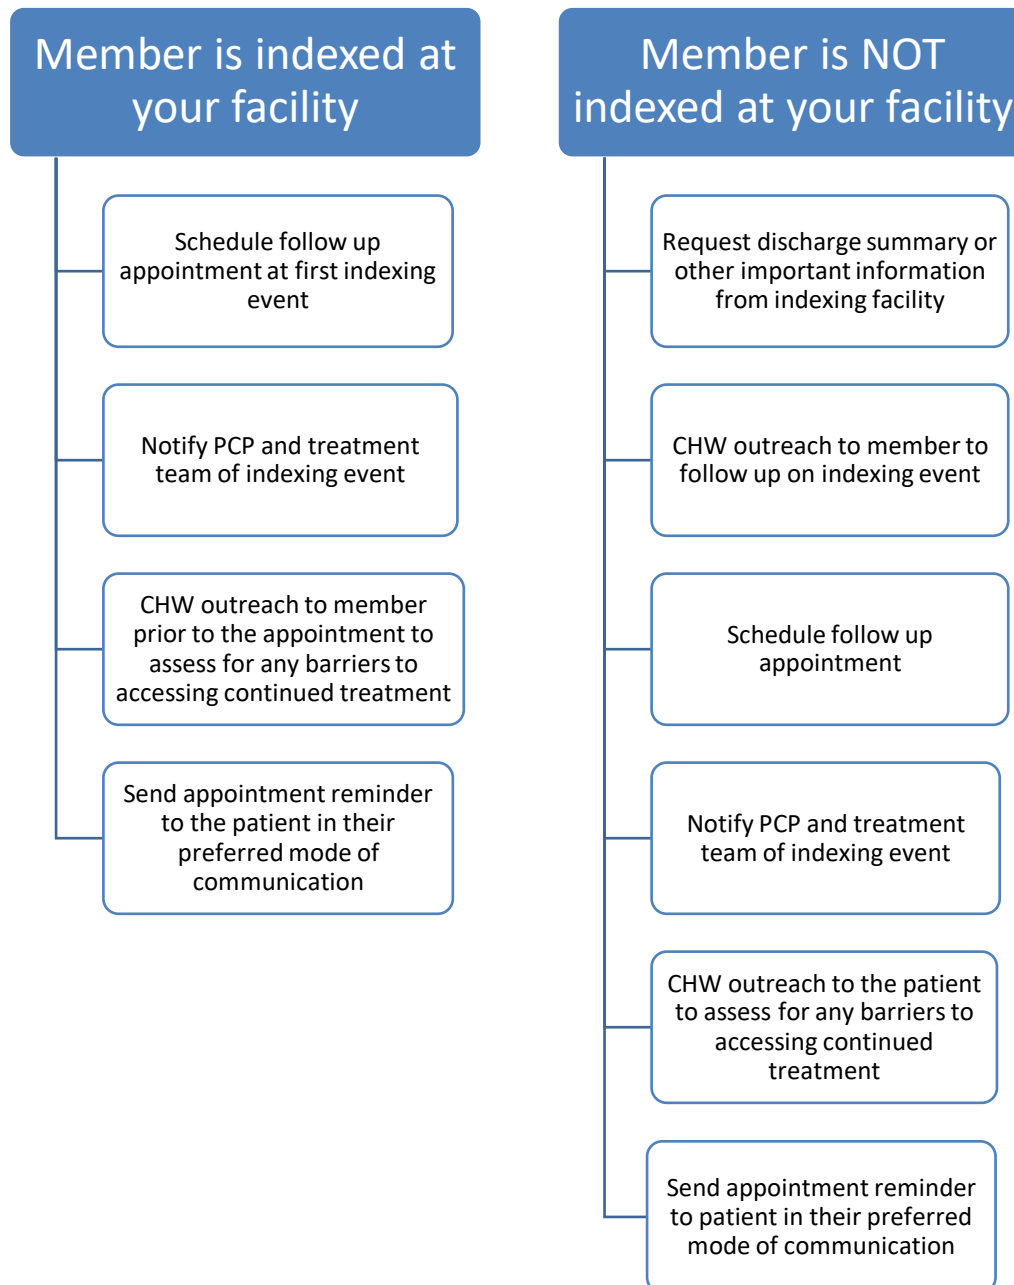 Member is indexed at
your facility
Schedule follow up
appointment at first indexing
event
Notify PCP and treatment
team of indexing event
CHW outreach to member
prior to the appointment to
assess for any barriers to
accessing continued treatment
Send appointment reminder
to the patient in their
preferred mode of
communication
Member is NOT
indexed at your facility
Request discharge summary or
other important information
from indexing facility
CHW outreach to member to
follow up on indexing event
Schedule follow up
appointment
Notify PCP and treatment
team of indexing event
CHW outreach to the patient
to assess for any barriers to
accessing continued
treatment
Send appointment reminder
to patient in their preferred
mode of communication